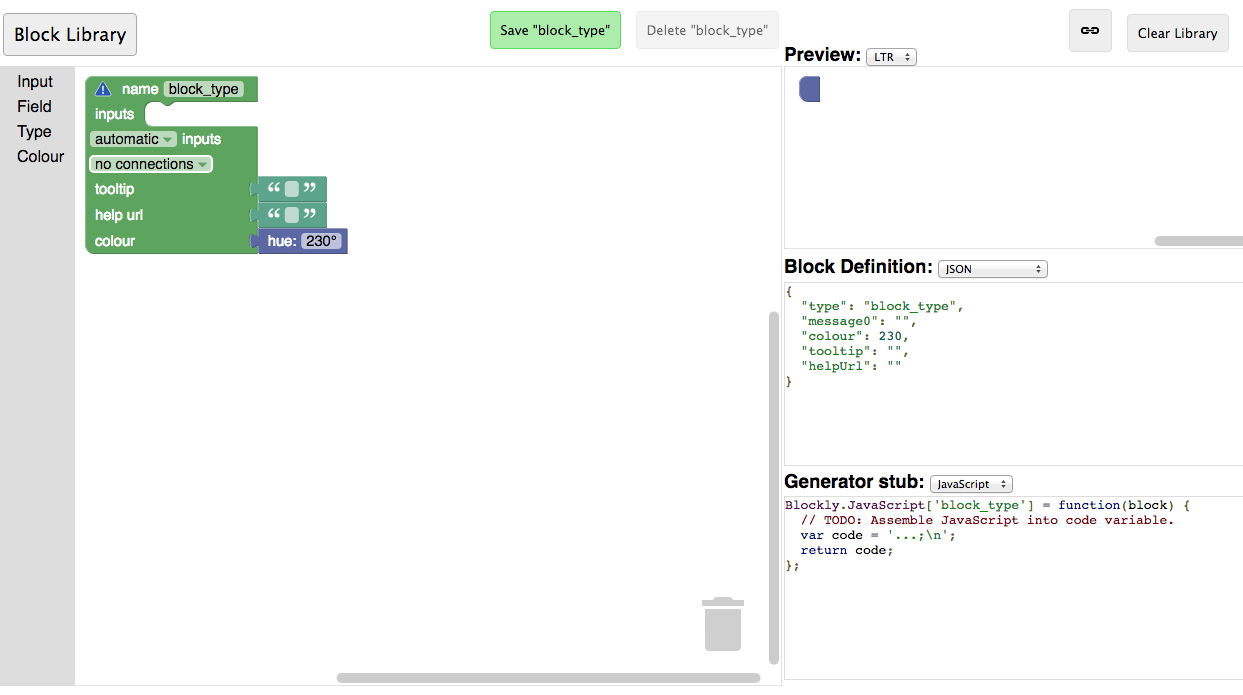 Block Library
Save "block_type"
Delete "block_type"
Clear Library
Input
Field
Type
Colour
name block_type
inputs
automatic inputs
no connections
tooltip “ ”
help url “ ”
colour hue: 230°
Preview: LTR
Block Definition: JSON
{
"type": "block_type",
"message0": "",
"colour": 230,
"tooltip": "",
"helpUrl": ""
}
Generator stub: JavaScript
Blockly.JavaScript['block_type'] = function(block) {
// TODO: Assemble JavaScript into code variable.
var code = '...;\n';
return code;
};